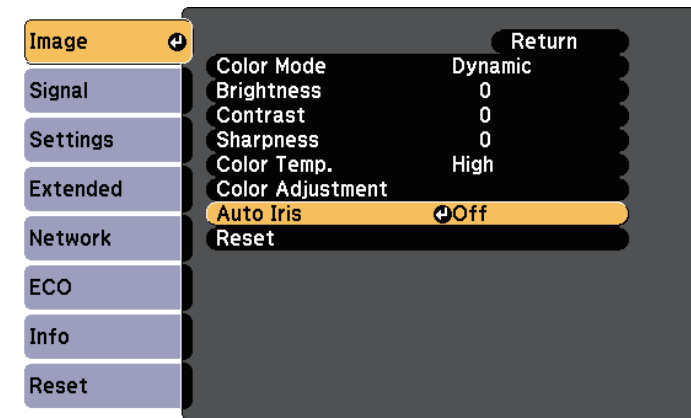 Image
Signal
Settings
Extended
Network
ECO
Info
Reset
Return
Color Mode Dynamic
Brightness 0
Contrast 0
Sharpness 0
Color Temp. High
Color Adjustment
Auto Iris Off
Reset